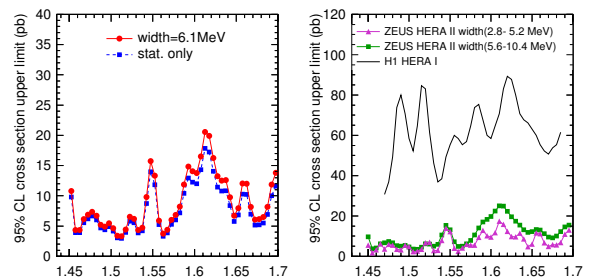 95% CL cross section upper limit (pb)
40
35
30
25
20
15
10
5
0
width=6.1MeV
stat. only
1.45 1.5 1.55 1.6 1.65 1.7
95% CL cross section upper limit (pb)
120
100
80
60
40
20
0
ZEUS HERA II width(2.8- 5.2 MeV)
ZEUS HERA II width(5.6-10.4 MeV)
H1 HERA I
1.45 1.5 1.55 1.6 1.65 1.7